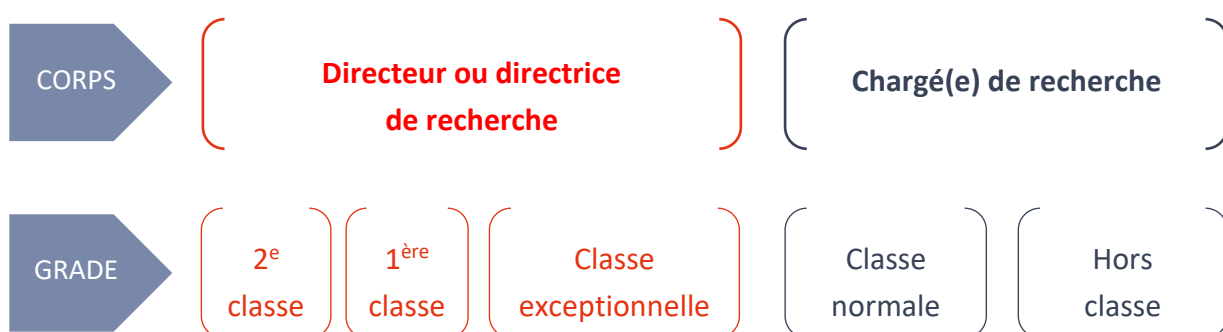 CORPS
Directeur ou directrice
de recherche
Chargé(e) de recherche
GRADE
2e
classe
1ère
classe
Classe
exceptionnelle
Classe
normale
Hors
classe